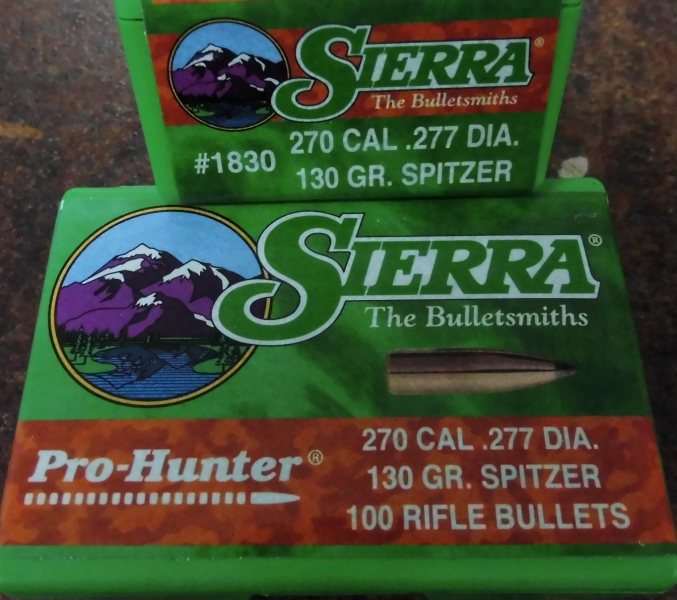 SIERRA®
The Bulletsmiths
#1830
270 CAL .277 DIA.
130 GR. SPITZER
SIERRA®
The Bulletsmiths
Pro-Hunter®
270 CAL .277 DIA.
130 GR. SPITZER
100 RIFLE BULLETS